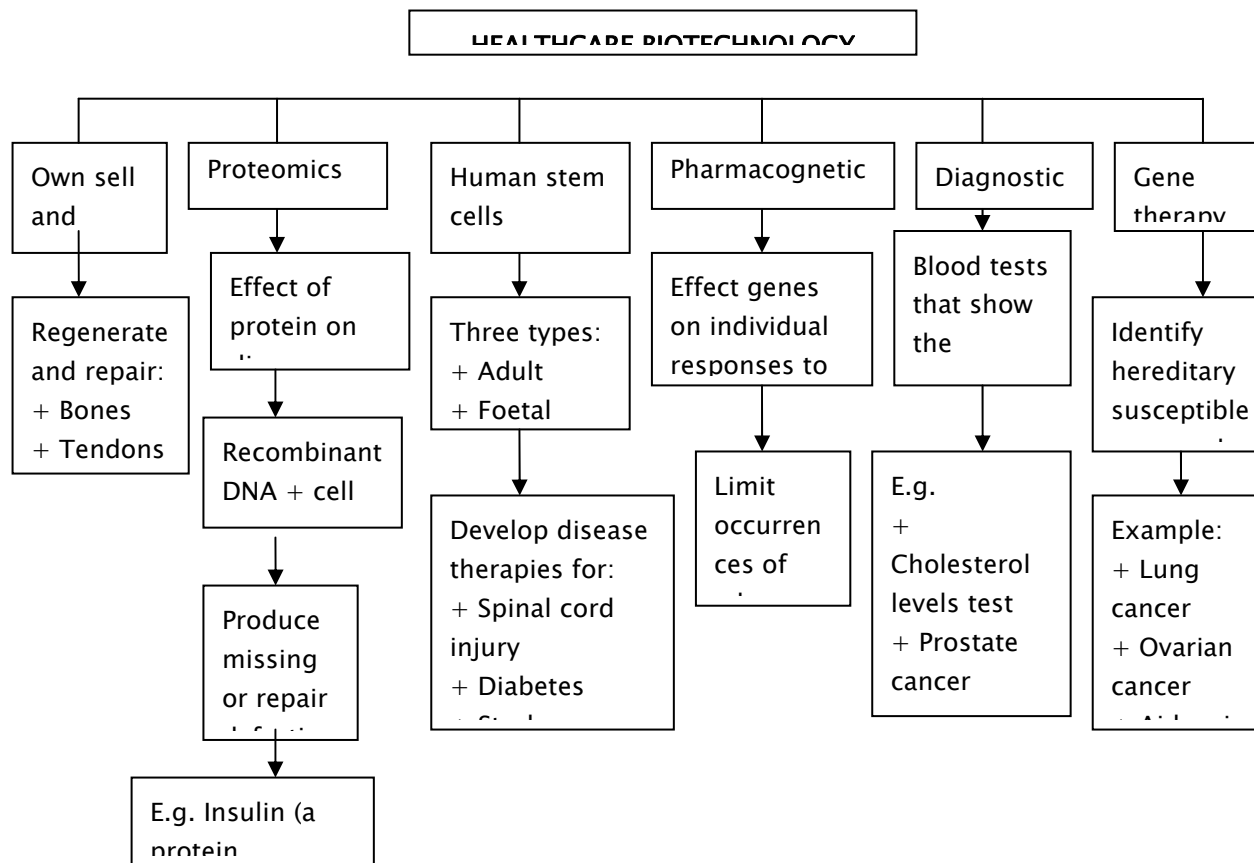 HEALTHCARE BIOTECHNOLOGY
Own sell
and
Regenerate
and repair:
+ Bones
+ Tendons
Proteomics
Effect of
protein on
Recombinant
DNA + cell
Produce
missing
or repair
E.g. Insulin (a
protein
Human stem
cells
Three types:
+ Adult
+ Foetal
Develop disease
therapies for:
+ Spinal cord
injury
+ Diabetes
Pharmacognetic
Effect genes
on individual
responses to
Limit
occurren
ces of
Diagnostic
Blood tests
that show
the
E.g.
+
Cholesterol
levels test
+ Prostate
cancer
Gene
therapy
Identify
hereditary
susceptible
Example:
+ Lung
cancer
+ Ovarian
cancer